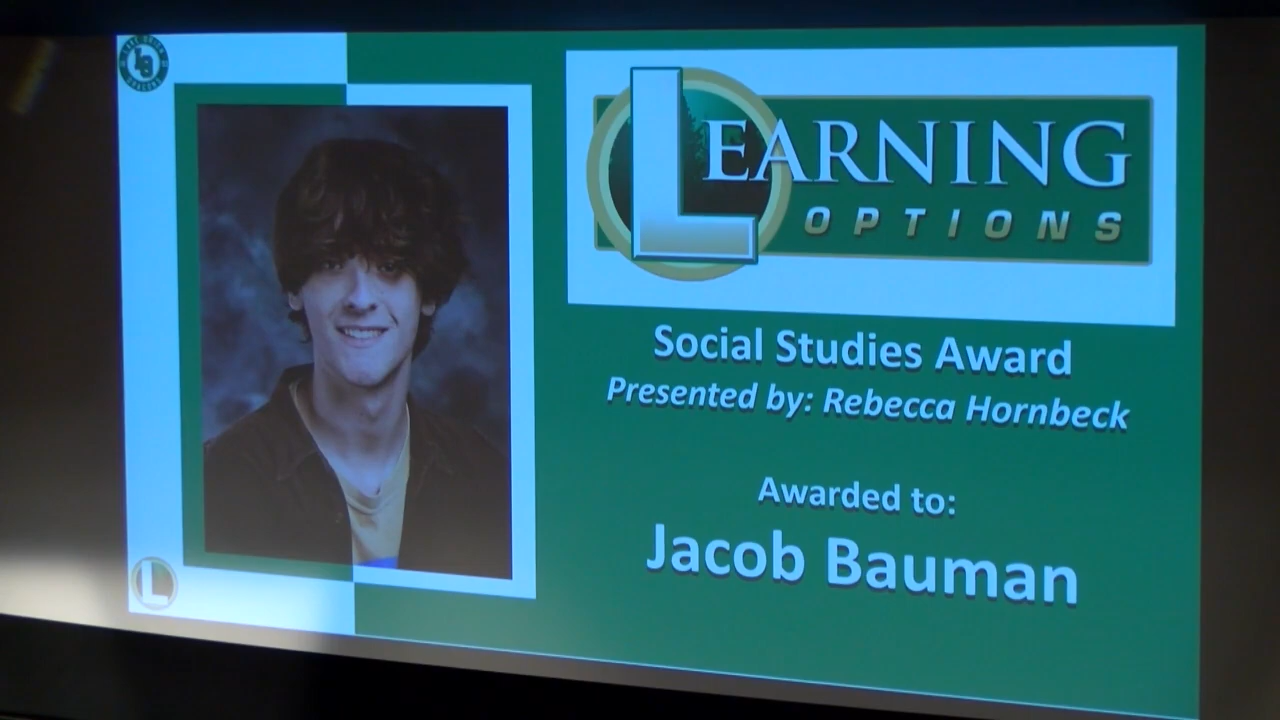 LEARNING
OPTIONS
Social Studies Award
Presented by: Rebecca Hornbeck
Awarded to:
Jacob Bauman
L